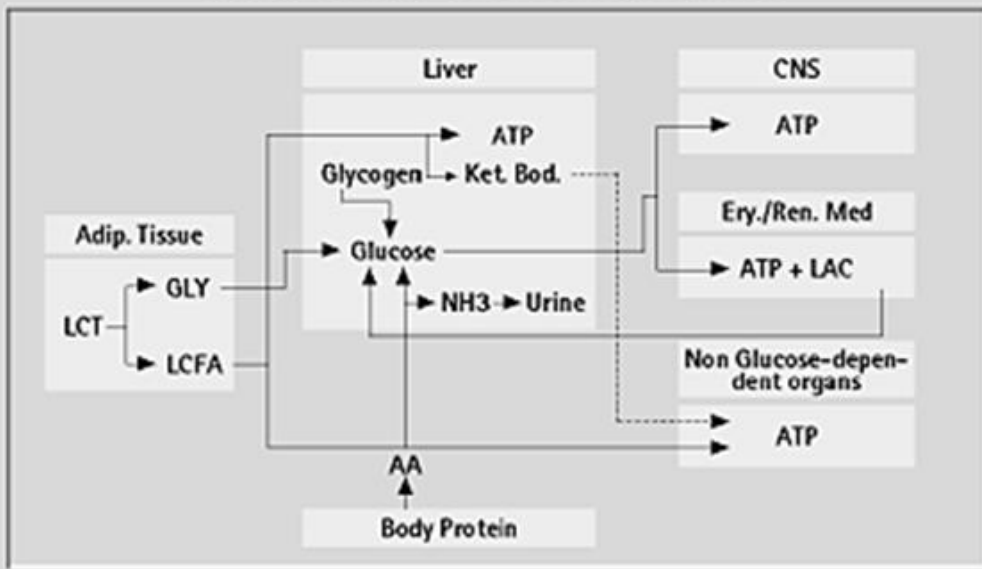 Liver
CNS
ATP
ATP
Glycogen
Ket. Bod.
Ery./Ren. Med
Adip. Tissue
Glucose
ATP + LAC
GLY
NH3
Urine
LCT
LCFA
Non Glucose-depen-
dent organs
ATP
AA
Body Protein